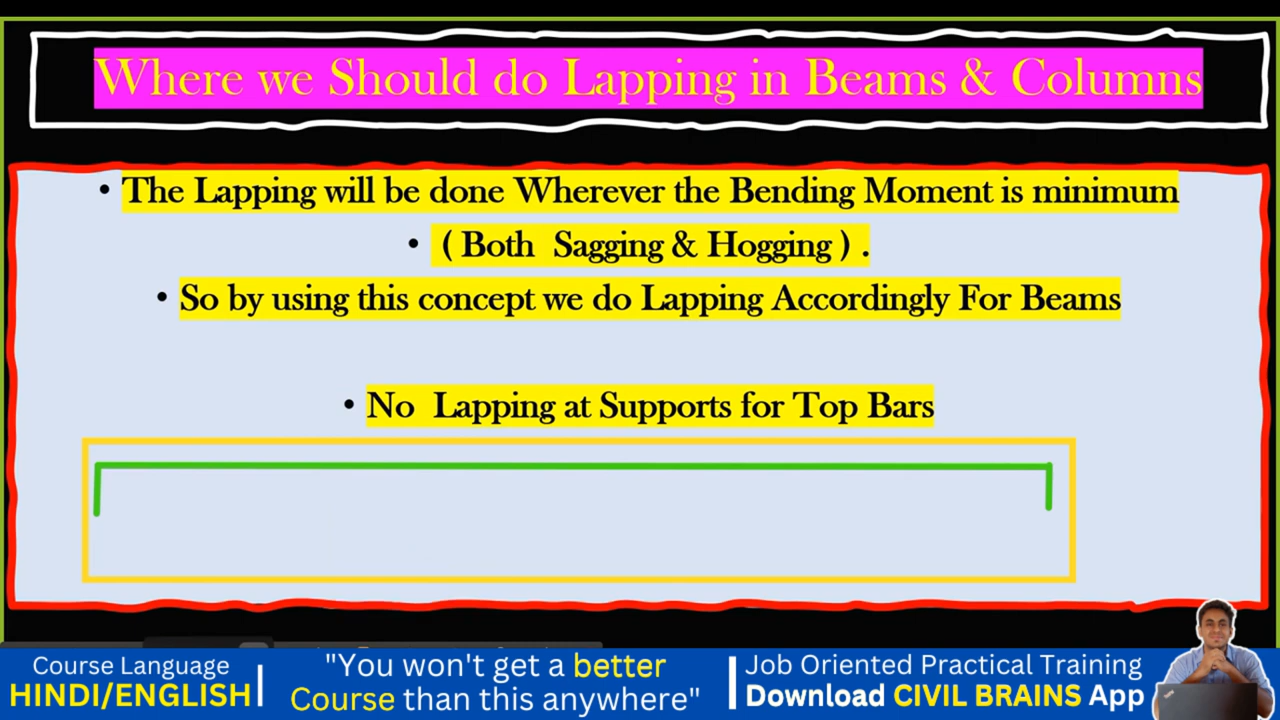 Where we Should do Lapping in Beams & Columns
• The Lapping will be done Wherever the Bending Moment is minimum
• ( Both Sagging & Hogging ) .
• So by using this concept we do Lapping Accordingly For Beams
• No Lapping at Supports for Top Bars
Course Language
HINDI/ENGLISH
"You won't get a better
Course than this anywhere"
Job Oriented Practical Training
Download CIVIL BRAINS App